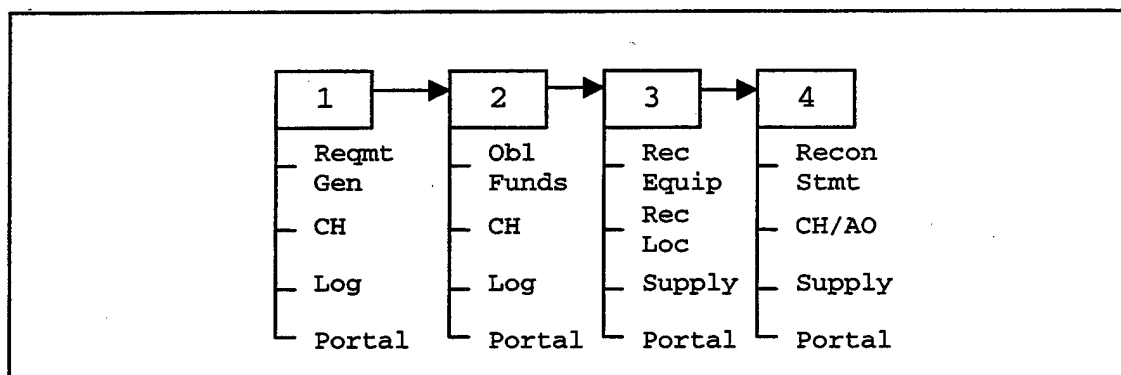 1 2 3 4
Reqmt Obl Rec Recon
Gen Funds Equip Stmt
CH CH Rec CH/AO
Loc
Log Log Supply Supply
Portal Portal Portal Portal